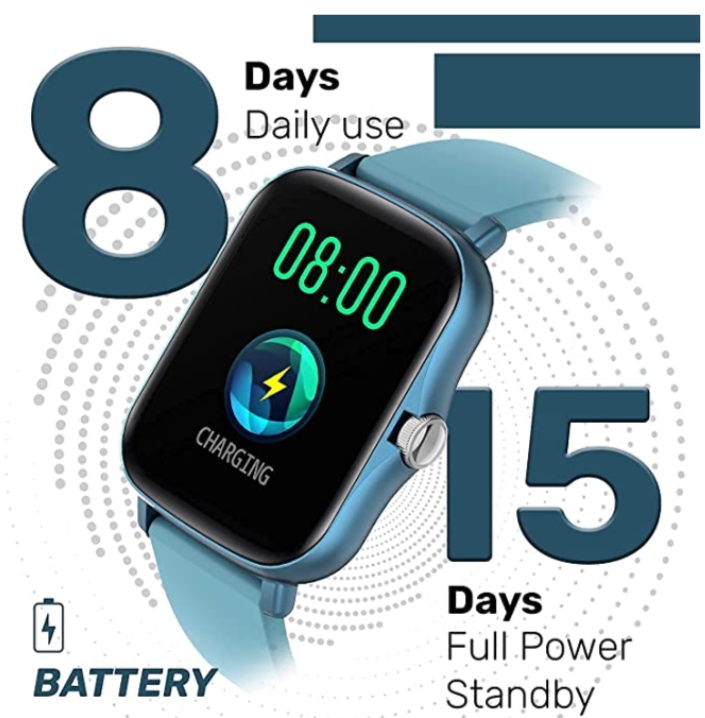 8
Days
Daily use
08:00
CHARGING
15
Days
Full Power
Standby
BATTERY